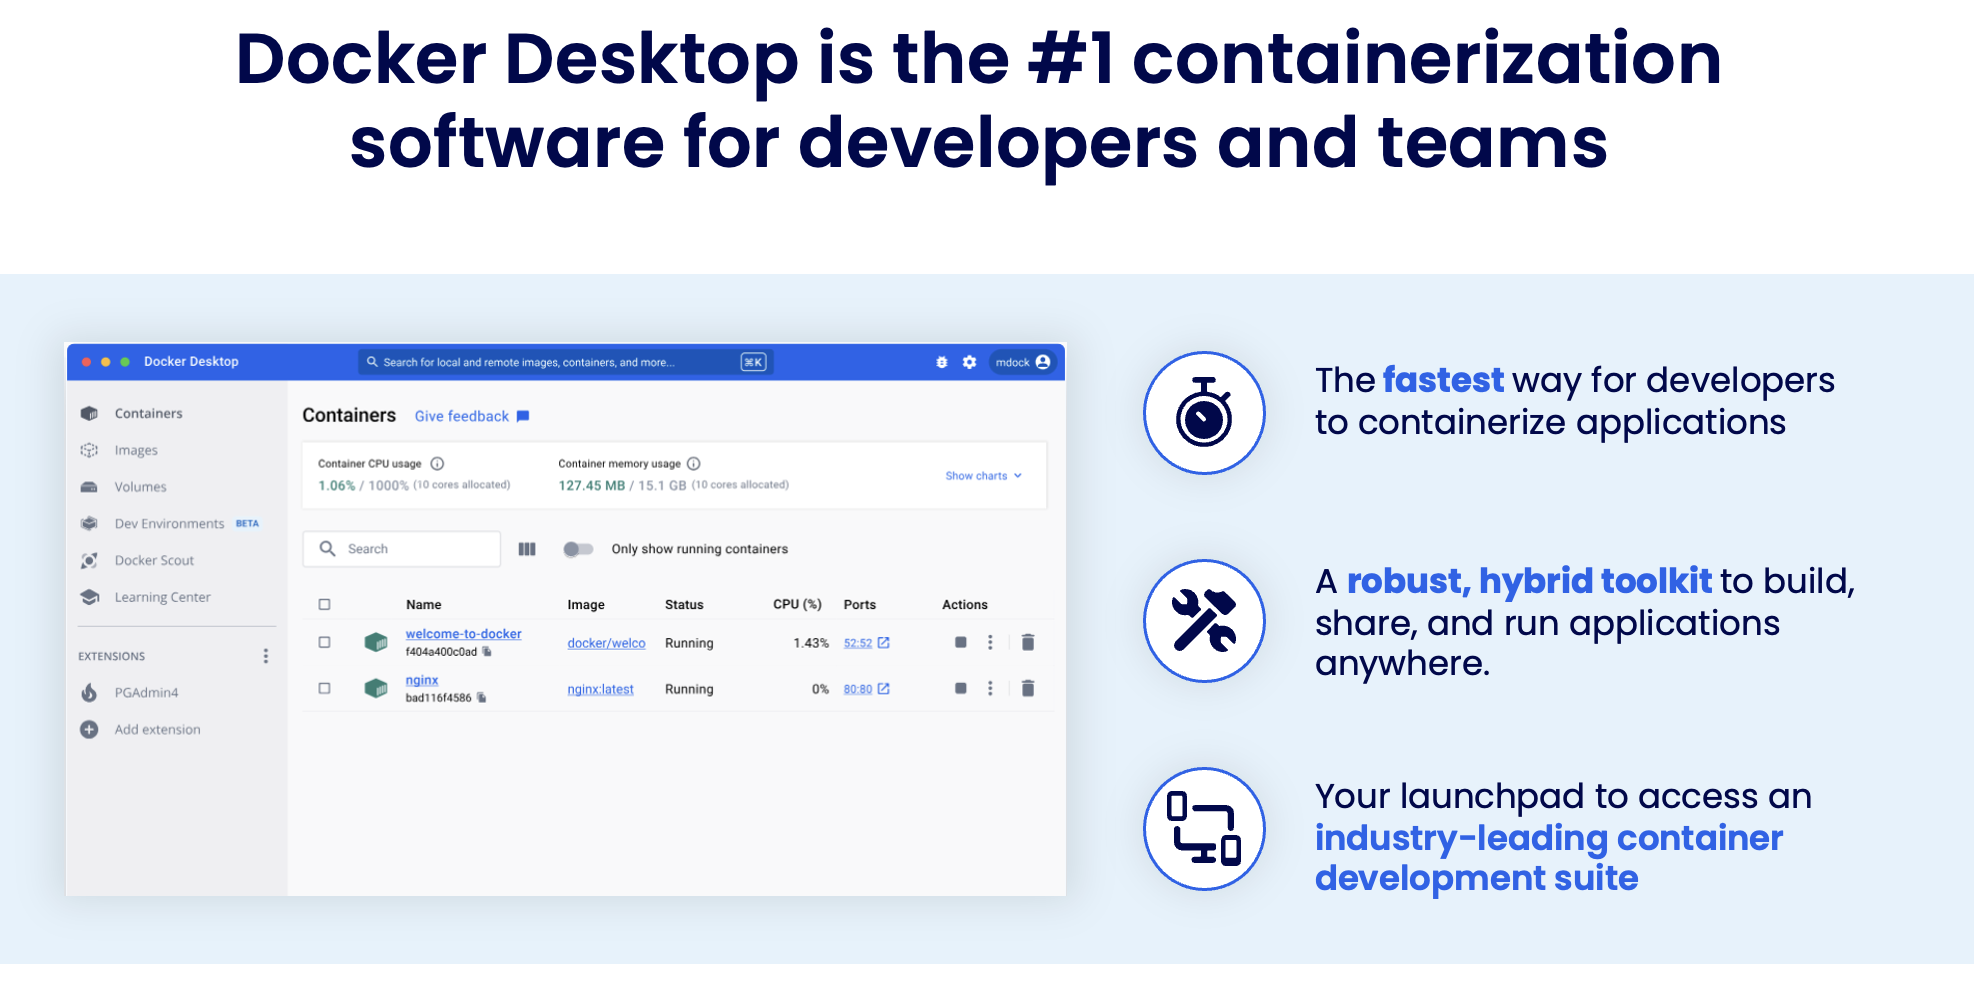 Docker Desktop is the #1 containerization
software for developers and teams
Docker Desktop
Search for local and remote images, containers, and more...
⌘K
mdock
Containers
Images
Volumes
Dev Environments BETA
Docker Scout
Learning Center
EXTENSIONS
PGAdmin4
Add extension
Containers Give feedback
Container CPU usage
1.06% / 1000% (10 cores allocated)
Container memory usage
127.45 MB / 15.1 GB (10 cores allocated)
Show charts
Search
Only show running containers
Name Image Status CPU (%) Ports Actions
welcome-to-docker docker/welco Running 1.43% 52:52
f404a400c0ad
nginx nginx:latest Running 0% 80:80
bad116f4586
The fastest way for developers
to containerize applications
A robust, hybrid toolkit to build,
share, and run applications
anywhere.
Your launchpad to access an
industry-leading container
development suite